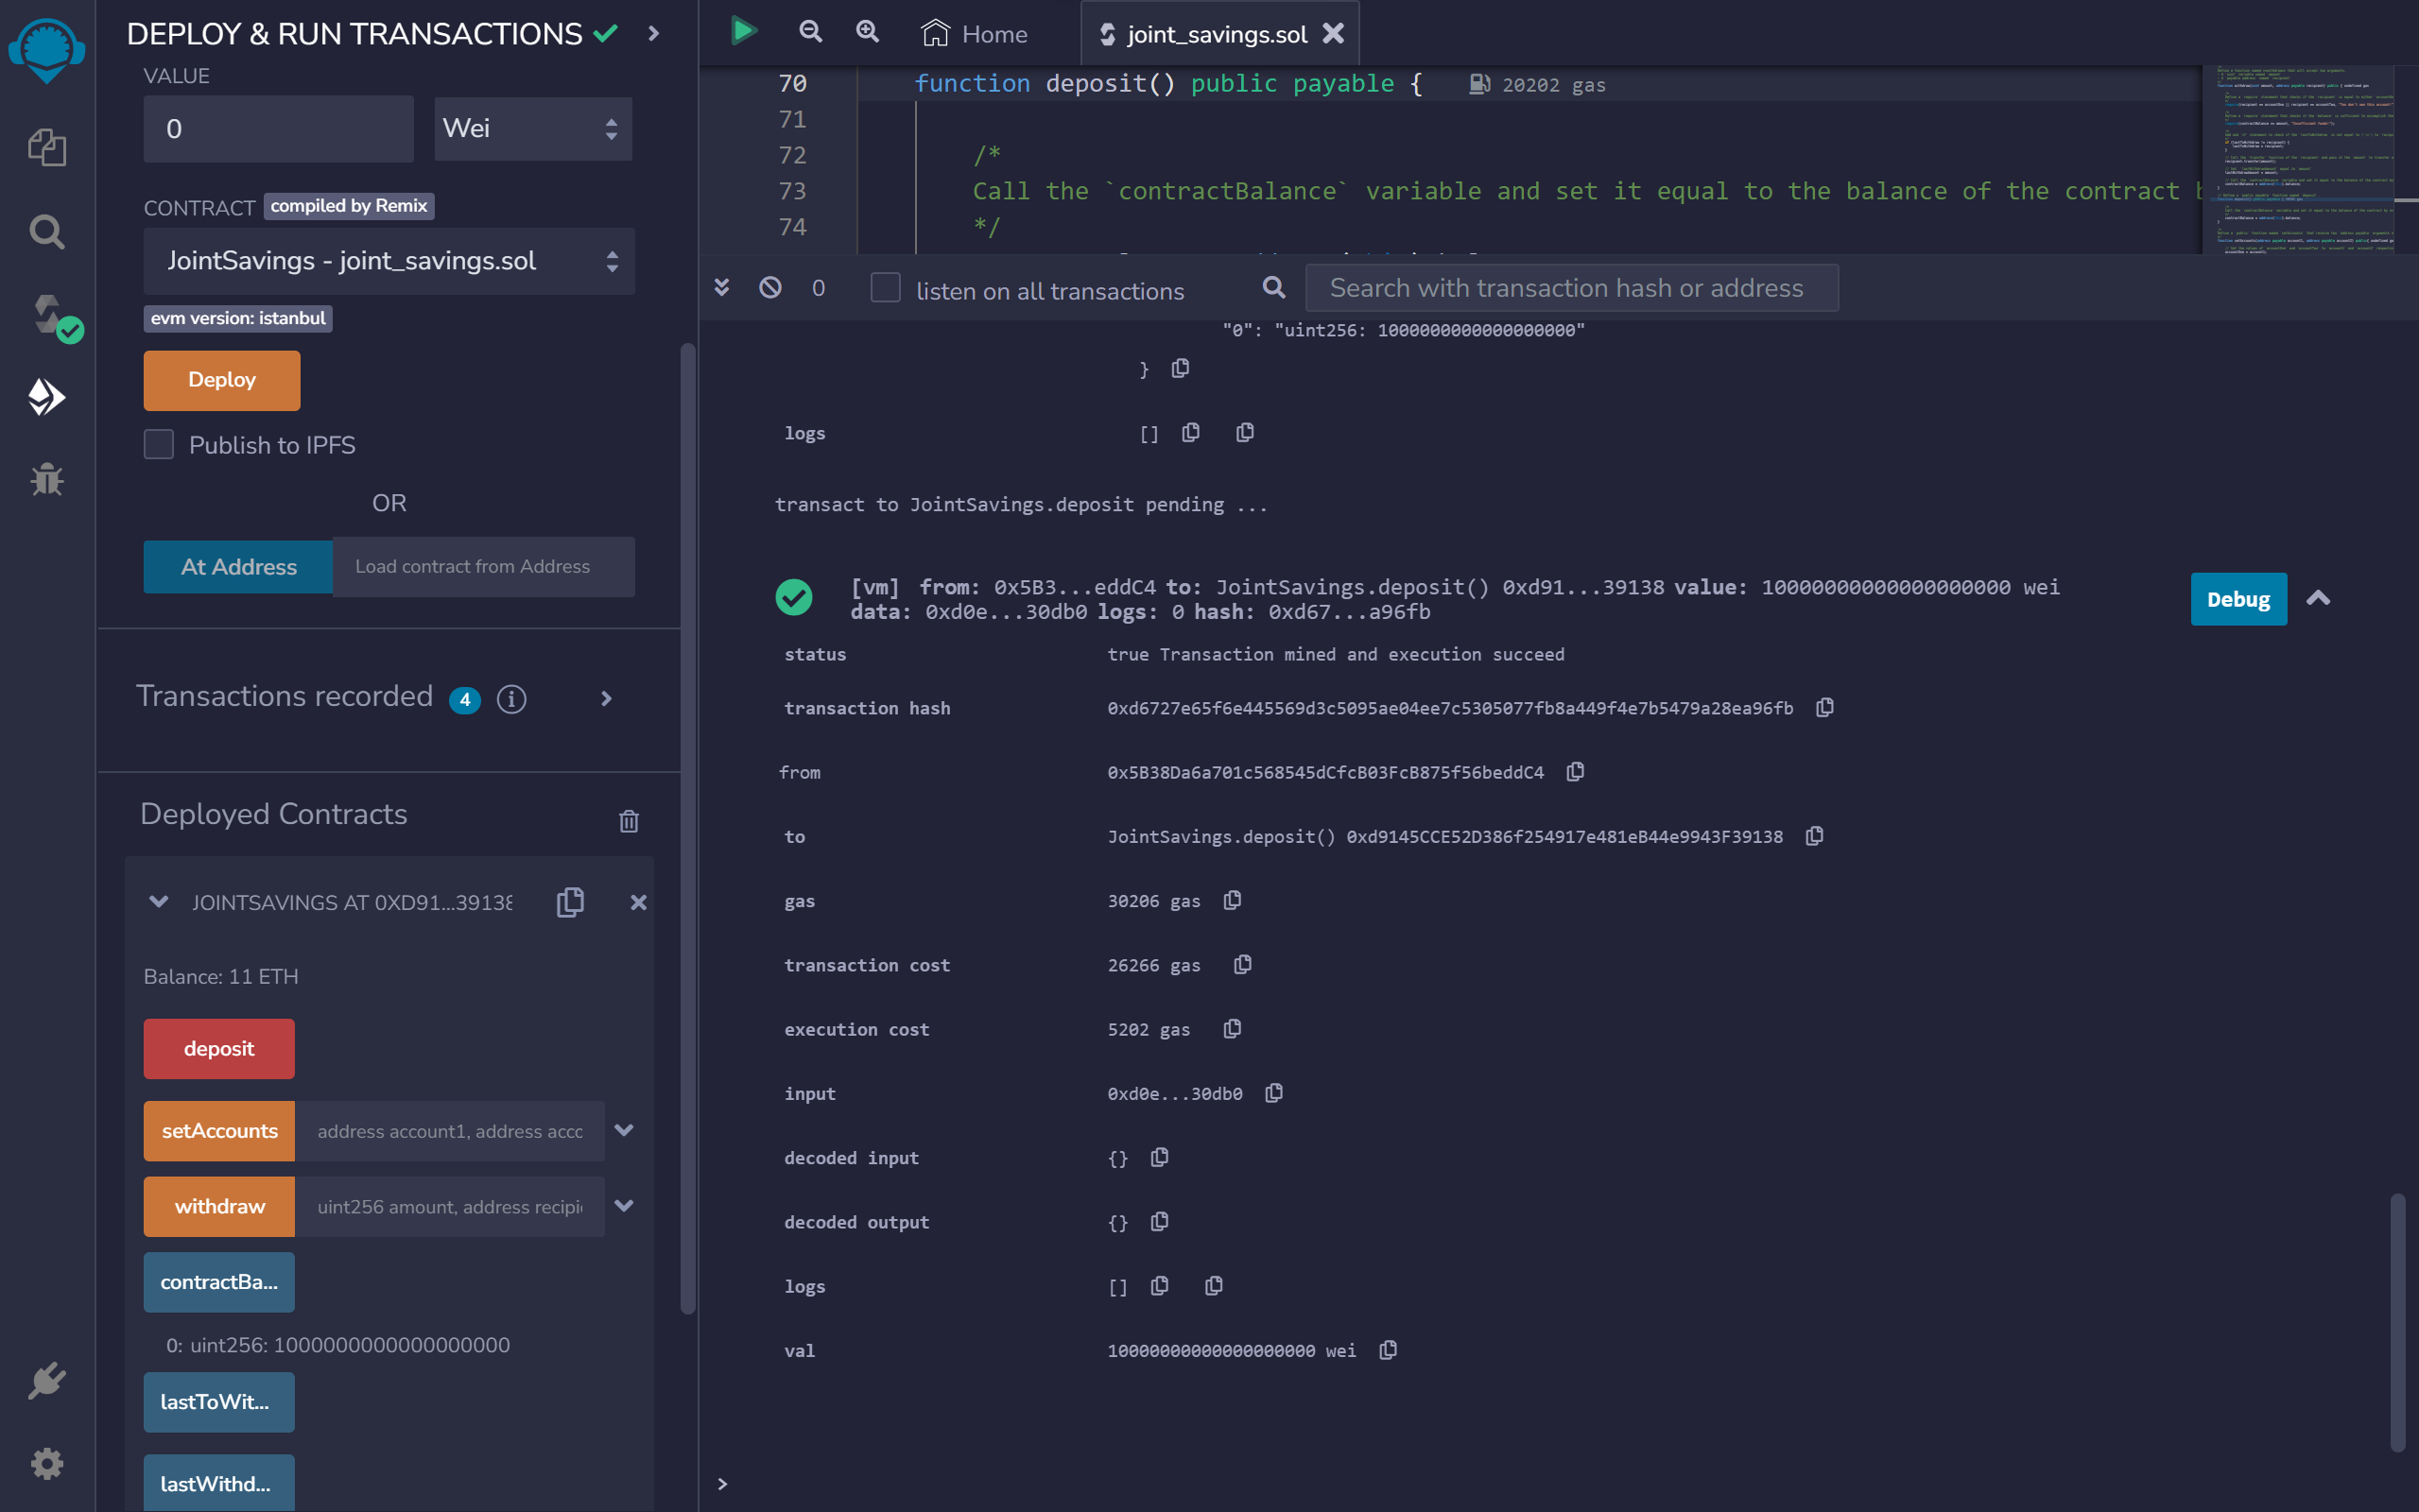 DEPLOY & RUN TRANSACTIONS
VALUE
0
Wei
CONTRACT compiled by Remix
JointSavings - joint_savings.sol
evm version: istanbul
Deploy
Publish to IPFS
OR
At Address Load contract from Address
Transactions recorded 4 i
Deployed Contracts
JOINTSAVINGS AT 0XD91...39138
Balance: 11 ETH
deposit
setAccounts address account1, address acc
withdraw uint256 amount, address recipi
contractBa...
0: uint256: 1000000000000000000
lastToWit...
lastWithd...
Home
joint_savings.sol
70 function deposit() public payable { 20202 gas
71
72 /*
73 Call the `contractBalance` variable and set it equal to the balance of the contract b
74 */
0
listen on all transactions
Search with transaction hash or address
"0": "uint256: 1000000000000000000"
}
logs []
transact to JointSavings.deposit pending ...
[vm] from: 0x5B3...eddC4 to: JointSavings.deposit() 0xd91...39138 value: 10000000000000000000 wei
data: 0xd0e...30db0 logs: 0 hash: 0xd67...a96fb
Debug
status true Transaction mined and execution succeed
transaction hash 0xd6727e65f6e445569d3c5095ae04ee7c5305077fb8a449f4e7b5479a28ea96fb
from 0x5B38Da6a701c568545dCfcB03FcB875f56beddC4
to JointSavings.deposit() 0xd9145CCE52D386f254917e481eB44e9943F39138
gas 30206 gas
transaction cost 26266 gas
execution cost 5202 gas
input 0xd0e...30db0
decoded input {}
decoded output {}
logs []
val 10000000000000000000 wei
>